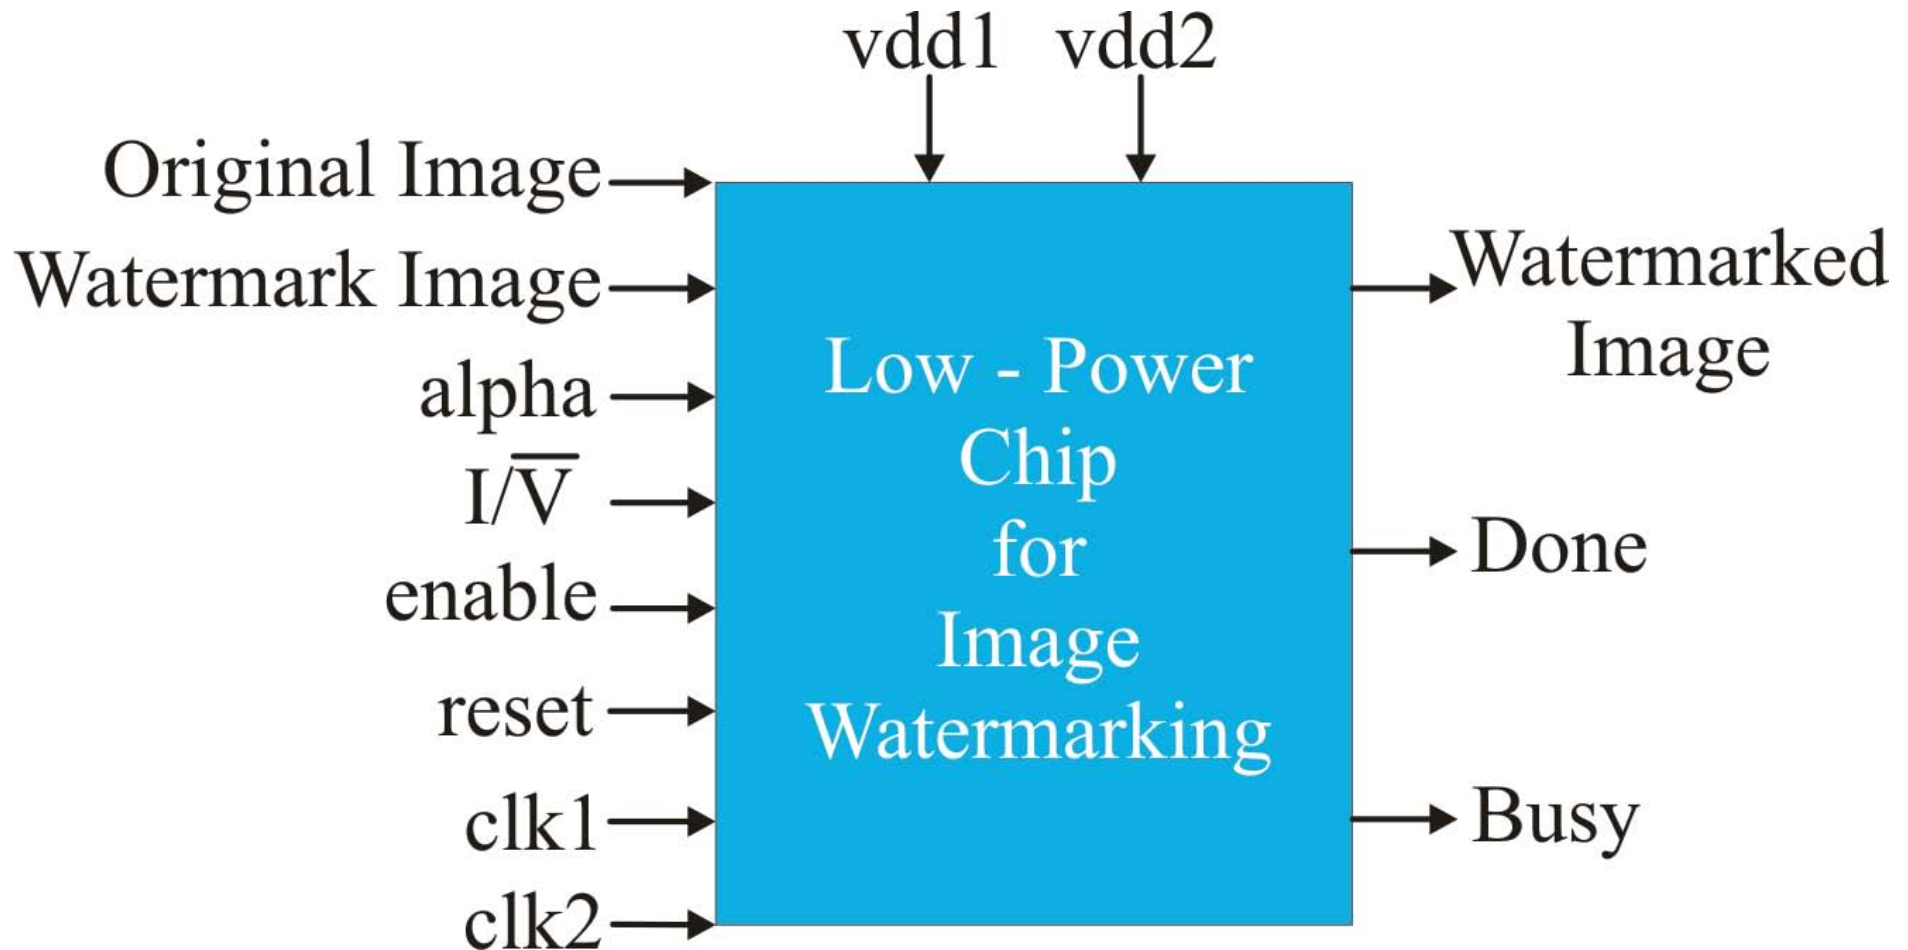 vdd1 vdd2
Original Image
Watermark Image
alpha
I/V̅
enable
reset
clk1
clk2
Low - Power
Chip
for
Image
Watermarking
Watermarked
Image
Done
Busy